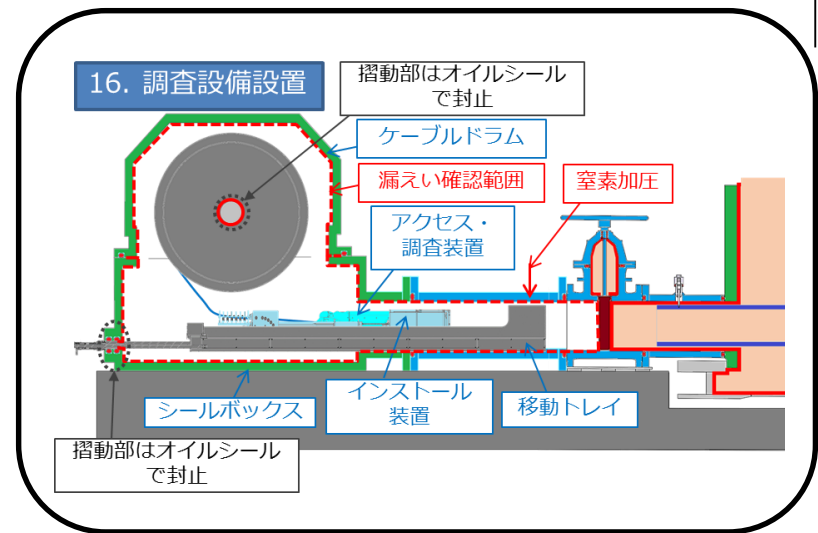 16. 調査設備設置
摺動部はオイルシール
で封止
ケーブルドラム
漏えい確認範囲
窒素加圧
アクセス・
調査装置
シールボックス
インストール
装置
移動トレイ
摺動部はオイルシール
で封止